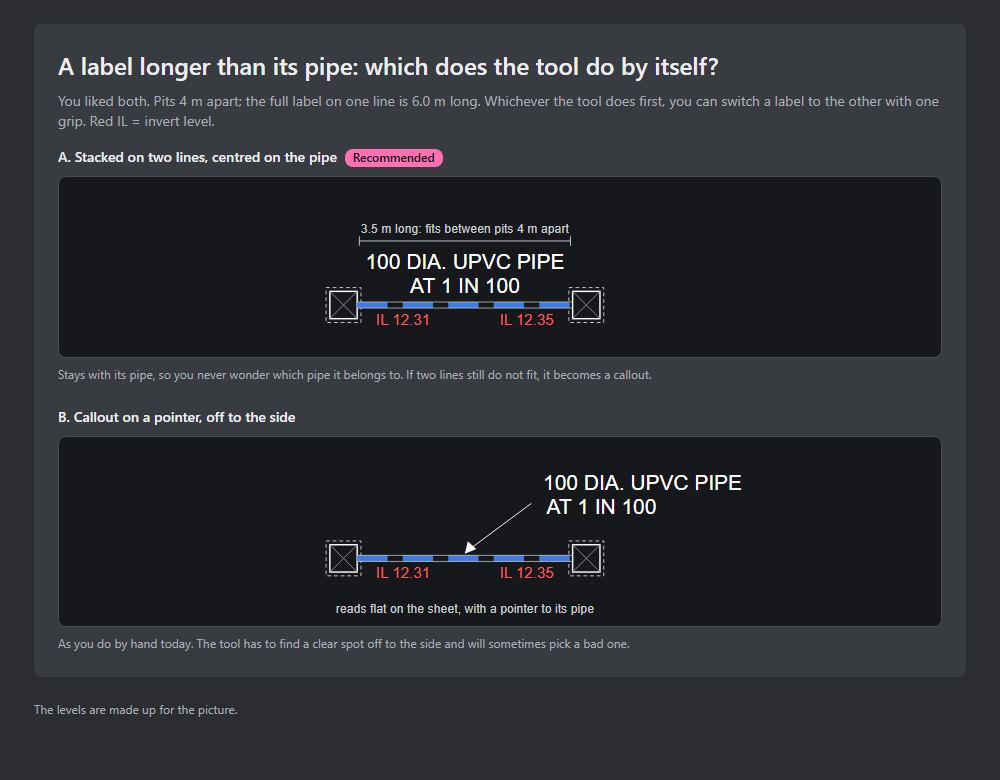 A label longer than its pipe: which does the tool do by itself?
You liked both. Pits 4 m apart; the full label on one line is 6.0 m long. Whichever the tool does first, you can switch a label to the other with one
grip. Red IL = invert level.
A. Stacked on two lines, centred on the pipe Recommended
3.5 m long: fits between pits 4 m apart
100 DIA. UPVC PIPE
AT 1 IN 100
IL 12.31 IL 12.35
Stays with its pipe, so you never wonder which pipe it belongs to. If two lines still do not fit, it becomes a callout.
B. Callout on a pointer, off to the side
100 DIA. UPVC PIPE
AT 1 IN 100
IL 12.31 IL 12.35
reads flat on the sheet, with a pointer to its pipe
As you do by hand today. The tool has to find a clear spot off to the side and will sometimes pick a bad one.
The levels are made up for the picture.